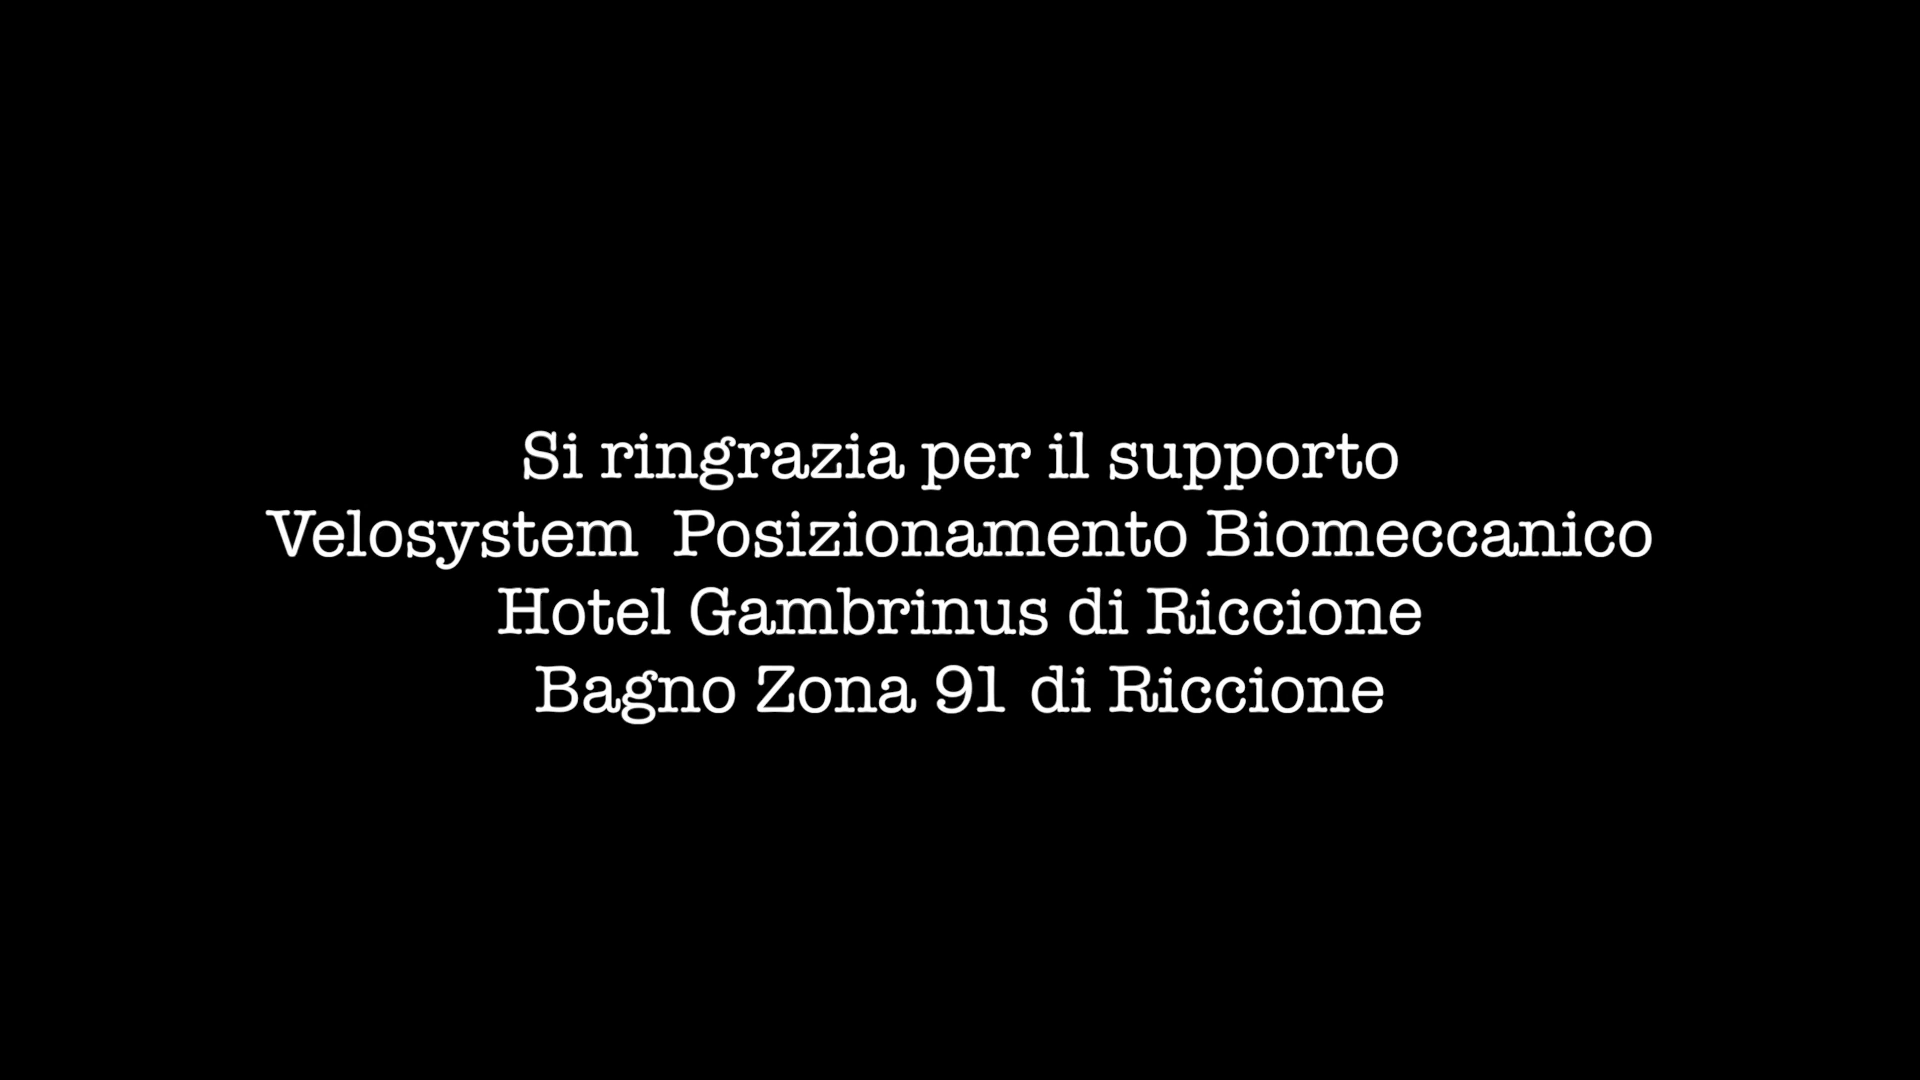 Si ringrazia per il supporto
Velosystem  Posizionamento Biomeccanico
Hotel Gambrinus di Riccione
Bagno Zona 91 di Riccione